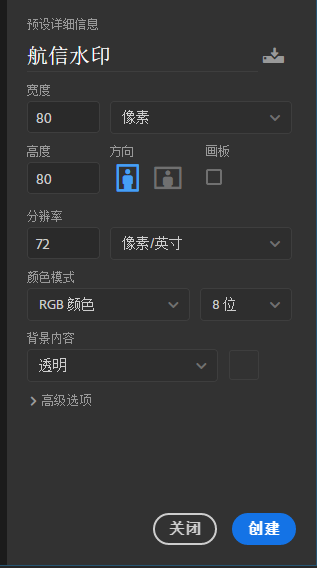 预设详细信息
航信水印
宽度
80 像素
高度 方向 画板
80
分辨率
72 像素/英寸
颜色模式
RGB 颜色 8 位
背景内容
透明
高级选项
关闭 创建